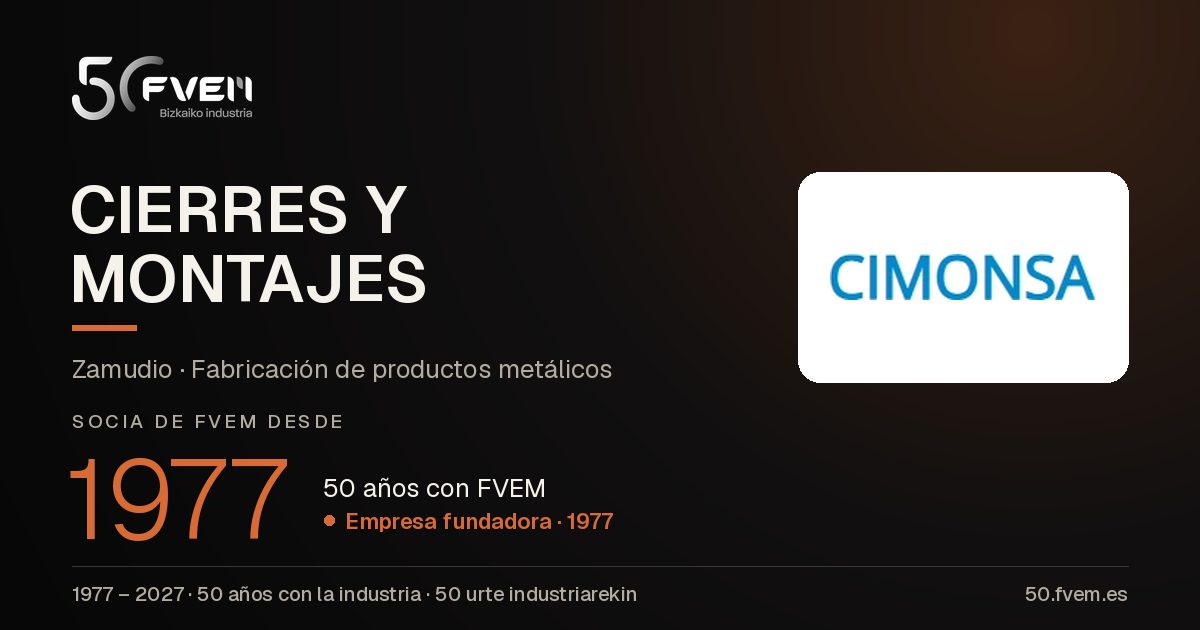 50 FVEM
Bizkaiko industria
CIERRES Y
MONTAJES
CIMONSA
Zamudio · Fabricación de productos metálicos
SOCIA DE FVEM DESDE
1977
50 años con FVEM
Empresa fundadora · 1977
1977 – 2027 · 50 años con la industria · 50 urte industriarekin
50.fvem.es